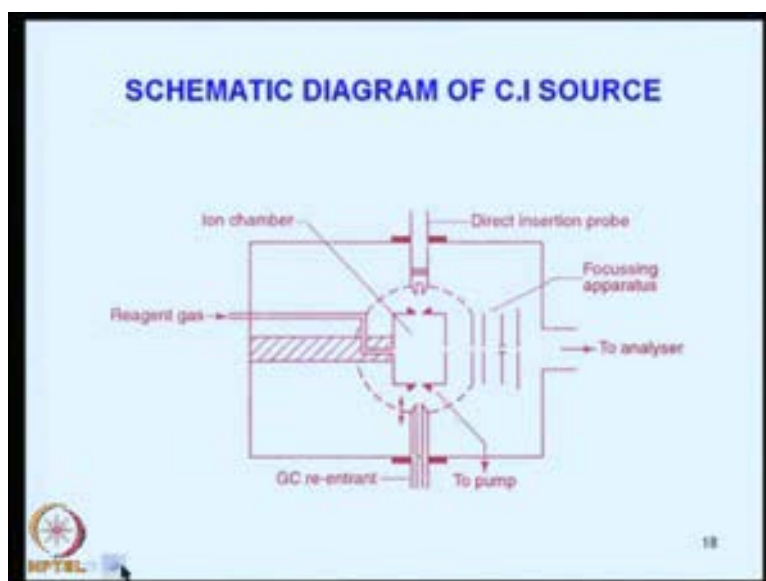 SCHEMATIC DIAGRAM OF C.I SOURCE
Ion chamber
Direct insertion probe
Focussing
apparatus
Reagent gas
To analyser
GC re-entrant
To pump
18
NPTEL